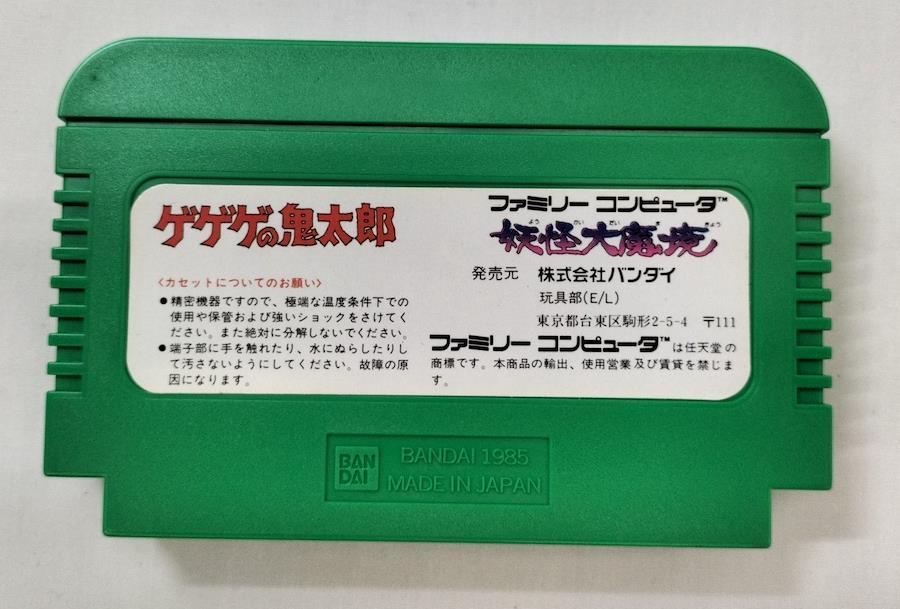 ゲゲゲの鬼太郎
〈カセットについてのお願い〉
●精密機器ですので、極端な温度条件下での
使用や保管および強いショックをさけてく
ださい。また絶対に分解しないでください。
●端子部に手を触れたり、水にぬらしたりし
て汚さないようにしてください。故障の原
因になります。
ファミリー コンピュータ™
よう かい だい ま きょう
妖怪大魔境
発売元 株式会社バンダイ
玩具部(E/L)
東京都台東区駒形2-5-4 〒111
ファミリー コンピュータ™は任天堂の
商標です。本商品の輸出、使用営業及び賃貸を禁じま
す。
BAN
DAI
BANDAI 1985
MADE IN JAPAN